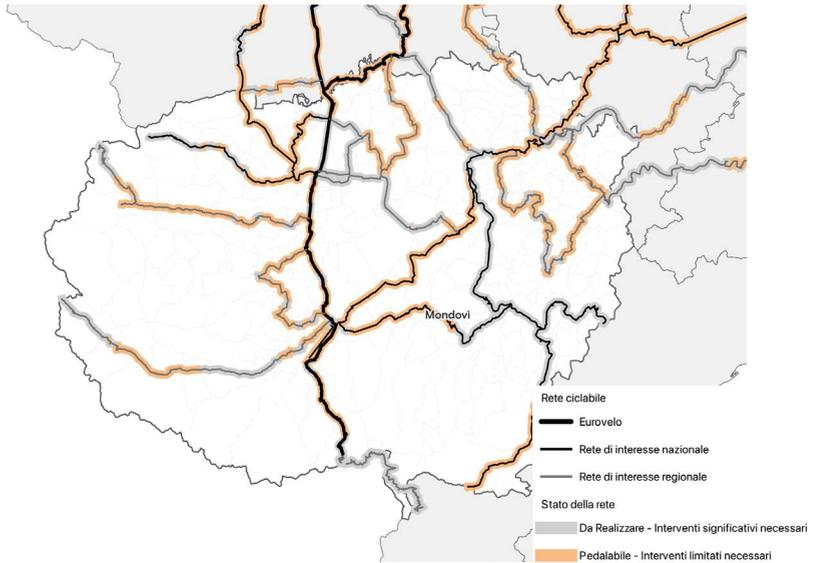 Mondovì
Rete ciclabile
Eurovelo
Rete di interesse nazionale
Rete di interesse regionale
Stato della rete
Da Realizzare - Interventi significativi necessari
Pedalabile - Interventi limitati necessari